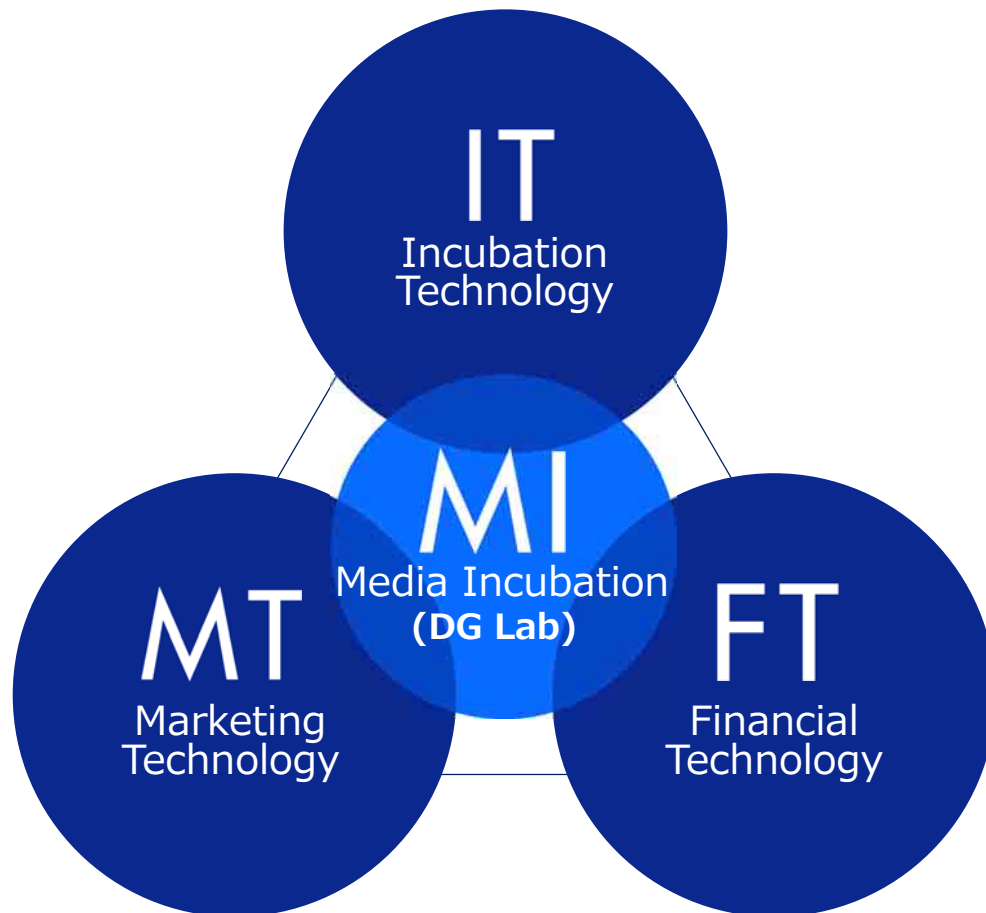 IT
Incubation
Technology
MI
Media Incubation
(DG Lab)
MT
Marketing
Technology
FT
Financial
Technology